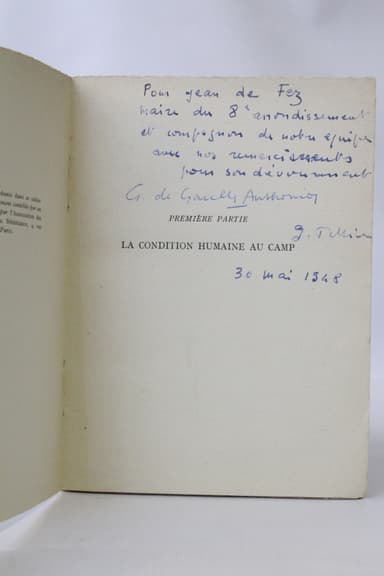 Pour jean de Fez
maire du 8e arrondissement
et compagnon de notre équipe
avec nos remerciements
pour son dévouement
G. de Gaulle Anthonioz
PREMIÈRE PARTIE
g. Tillion
LA CONDITION HUMAINE AU CAMP
30 mai 1948